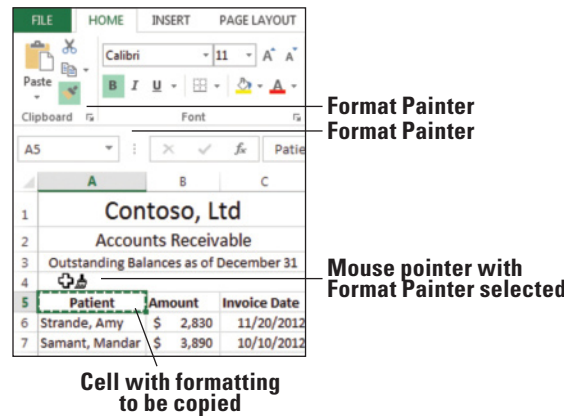 FILE HOME INSERT PAGE LAYOUT
Calibri 11 A A
Paste B I U A
Clipboard Font
Format Painter
Format Painter
A5 fx Patie
A B C
1 Contoso, Ltd
2 Accounts Receivable
3 Outstanding Balances as of December 31
4
Mouse pointer with
Format Painter selected
5 Patient Amount Invoice Date
6 Strande, Amy $ 2,830 11/20/2012
7 Samant, Mandar $ 3,890 10/10/2012
Cell with formatting
to be copied